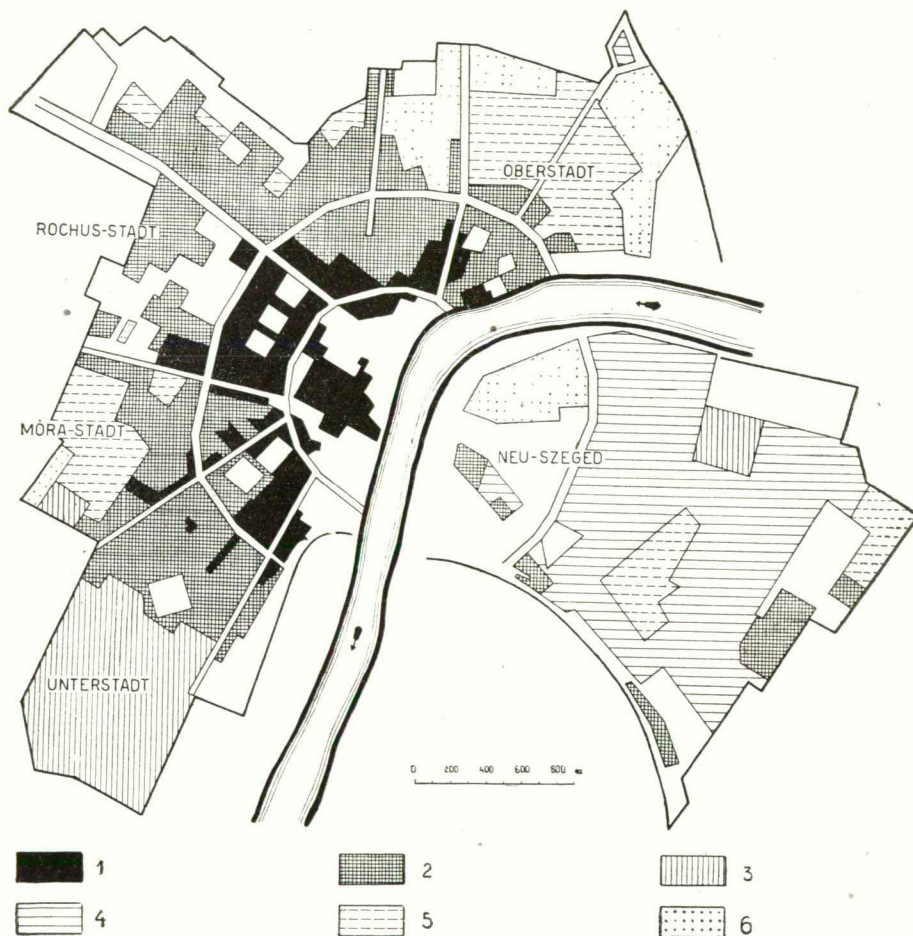 OBERSTADT
ROCHUS-STADT
MÓRA-STADT
NEU-SZEGED
UNTERSTADT
0 200 400 600 800 m
1 2 3
4 5 6